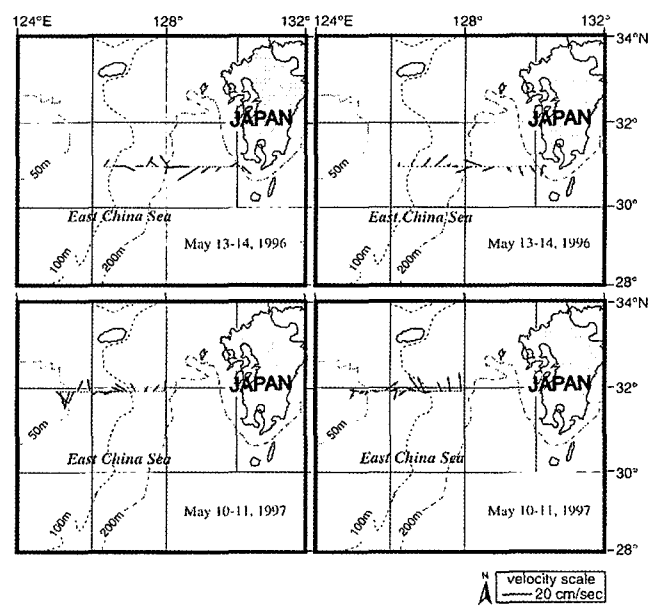 124°E 128° 132° 128° 132°
34°N
JAPAN JAPAN
32°
50m 50m
30°
East China Sea East China Sea
May 13-14, 1996 May 13-14, 1996
100m 200m 100m 200m
28°
34°N
JAPAN JAPAN
32°
50m 50m
East China Sea East China Sea
30°
May 10-11, 1997 May 10-11, 1997
100m 200m 100m 200m
28°
N velocity scale
20 cm/sec